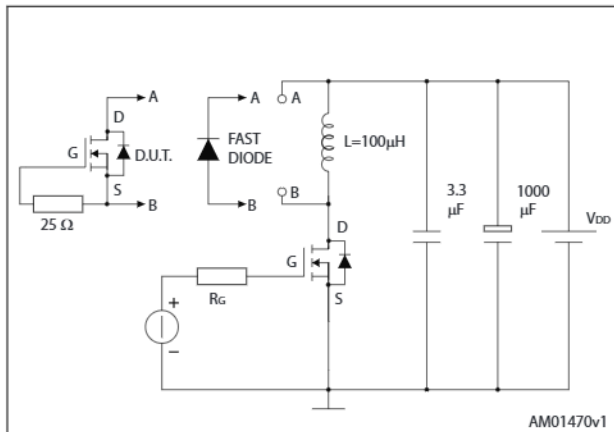 A
D
G
D.U.T.
S
B
25 Ω
A
FAST
DIODE
B
A
L=100μH
B
D
G
S
RG
+
−
3.3
μF
1000
μF
VDD
AM01470v1